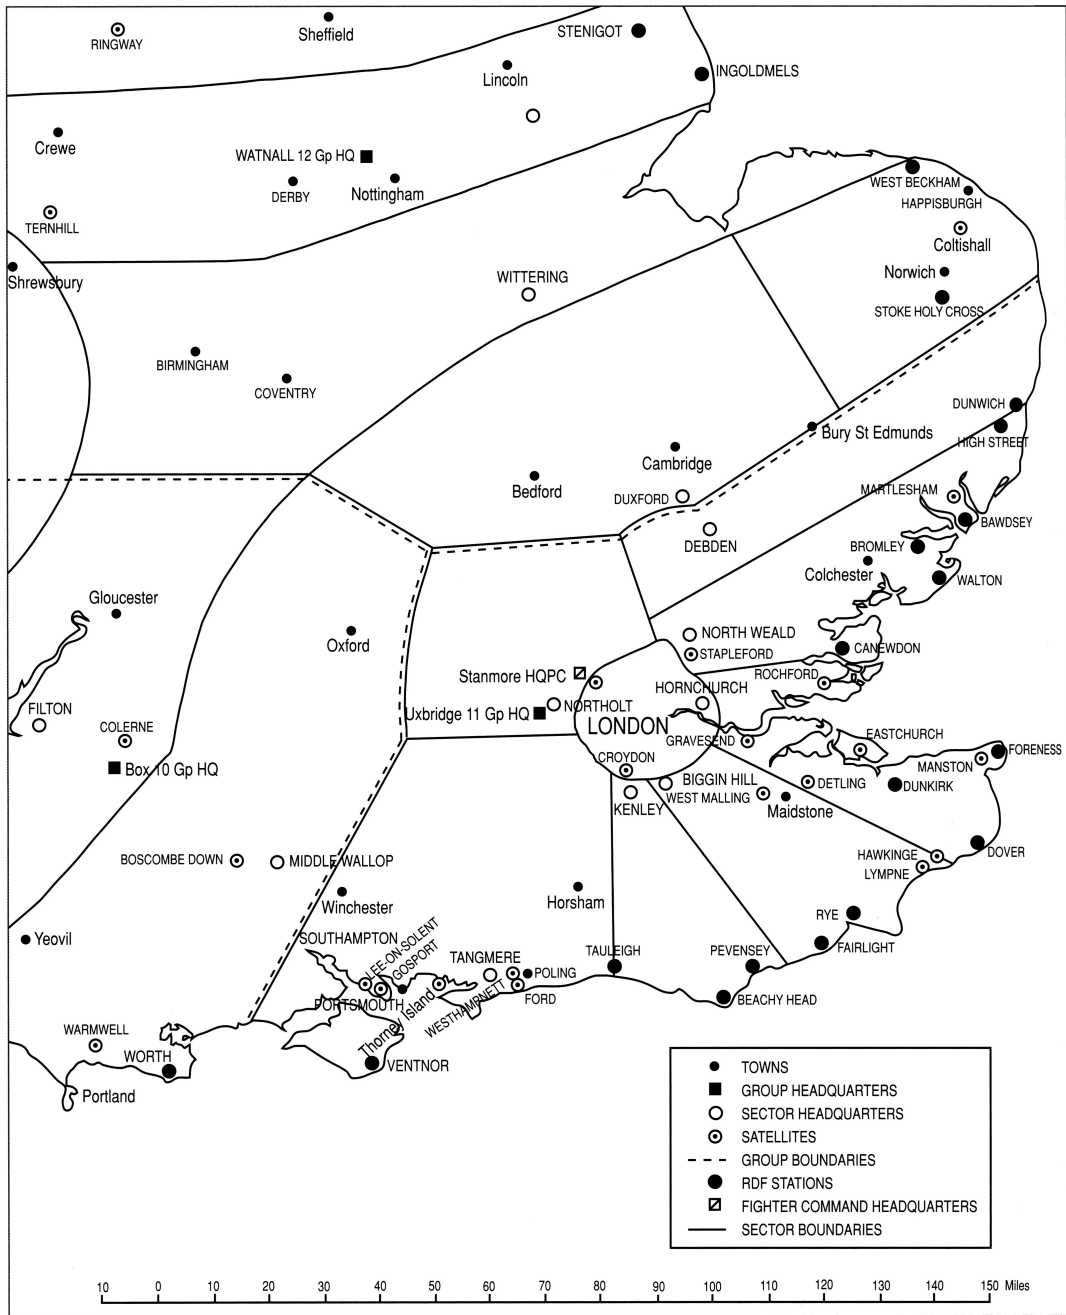 RINGWAY
Sheffield
STENIGOT
INGOLDMELS
Lincoln
Crewe
WATNALL 12 Gp HQ
DERBY
Nottingham
WEST BECKHAM
HAPPISBURGH
TERNHILL
Coltishall
Shrewsbury
WITTERING
Norwich
STOKE HOLY CROSS
BIRMINGHAM
COVENTRY
DUNWICH
Bury St Edmunds
HIGH STREET
Cambridge
Bedford
DUXFORD
MARTLESHAM
BAWDSEY
DEBDEN
BROMLEY
Colchester
WALTON
Gloucester
Oxford
NORTH WEALD
STAPLEFORD
CANEWDON
Stanmore HQPC
ROCHFORD
HORNCHURCH
FILTON
NORTHOLT
Uxbridge 11 Gp HQ
LONDON
COLERNE
GRAVESEND
EASTCHURCH
FORENESS
CROYDON
MANSTON
Box 10 Gp HQ
BIGGIN HILL
DETLING
DUNKIRK
WEST MALLING
KENLEY
Maidstone
BOSCOMBE DOWN
MIDDLE WALLOP
HAWKINGE
DOVER
LYMPNE
Winchester
Horsham
RYE
Yeovil
SOUTHAMPTON
LEE-ON-SOLENT
GOSPORT
FAIRLIGHT
TANGMERE
TAULEIGH
PEVENSEY
POLING
PORTSMOUTH
Thorney Island
WESTHAMPNETT
FORD
BEACHY HEAD
WARMWELL
WORTH
VENTNOR
Portland
TOWNS
GROUP HEADQUARTERS
SECTOR HEADQUARTERS
SATELLITES
GROUP BOUNDARIES
RDF STATIONS
FIGHTER COMMAND HEADQUARTERS
SECTOR BOUNDARIES
10 0 10 20 30 40 50 60 70 80 90 100 110 120 130 140 150 Miles